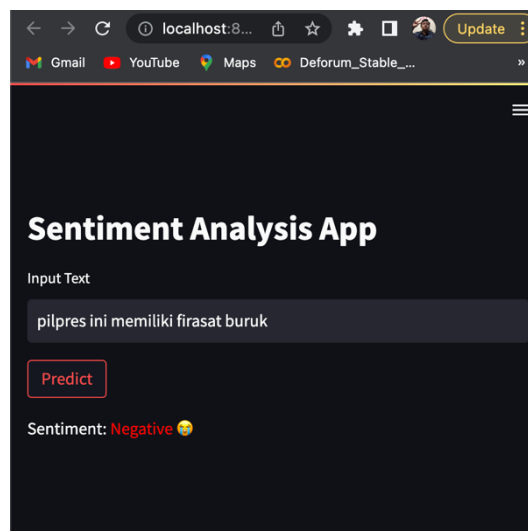 localhost:8...
Update
Gmail YouTube Maps Deforum_Stable_... »
Sentiment Analysis App
Input Text
pilpres ini memiliki firasat buruk
Predict
Sentiment: Negative 😭